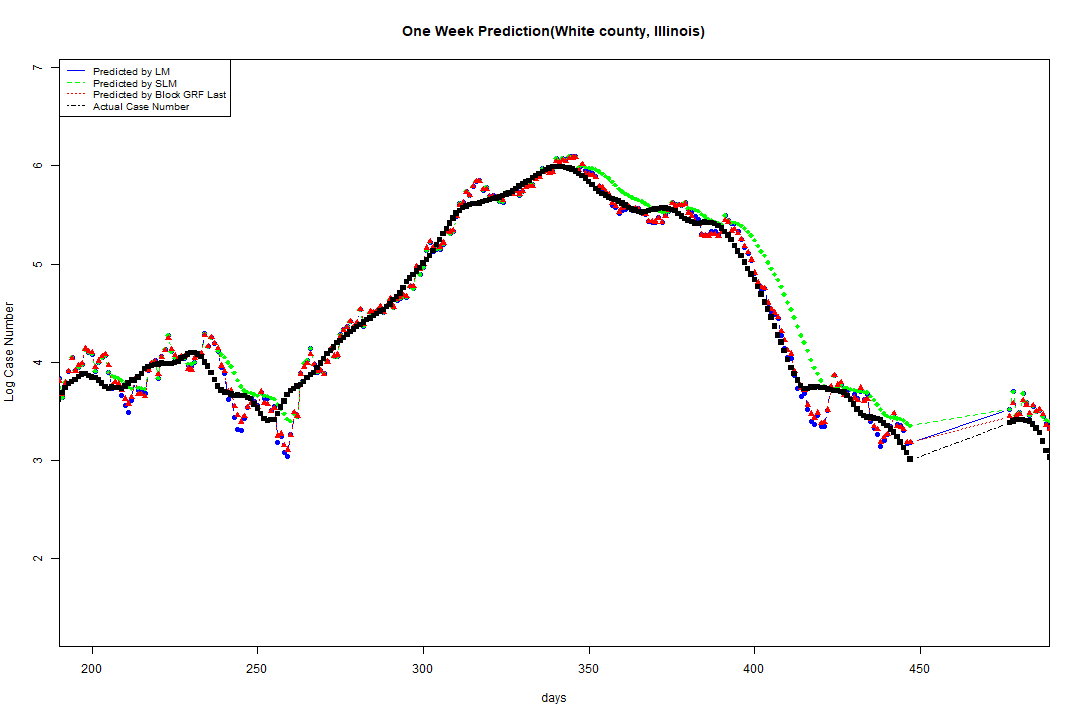 One Week Prediction(White county, Illinois)
Predicted by LM
Predicted by SLM
Predicted by Block GRF Last
Actual Case Number
7
6
5
4
3
2
Log Case Number
200
250
300
350
400
450
days